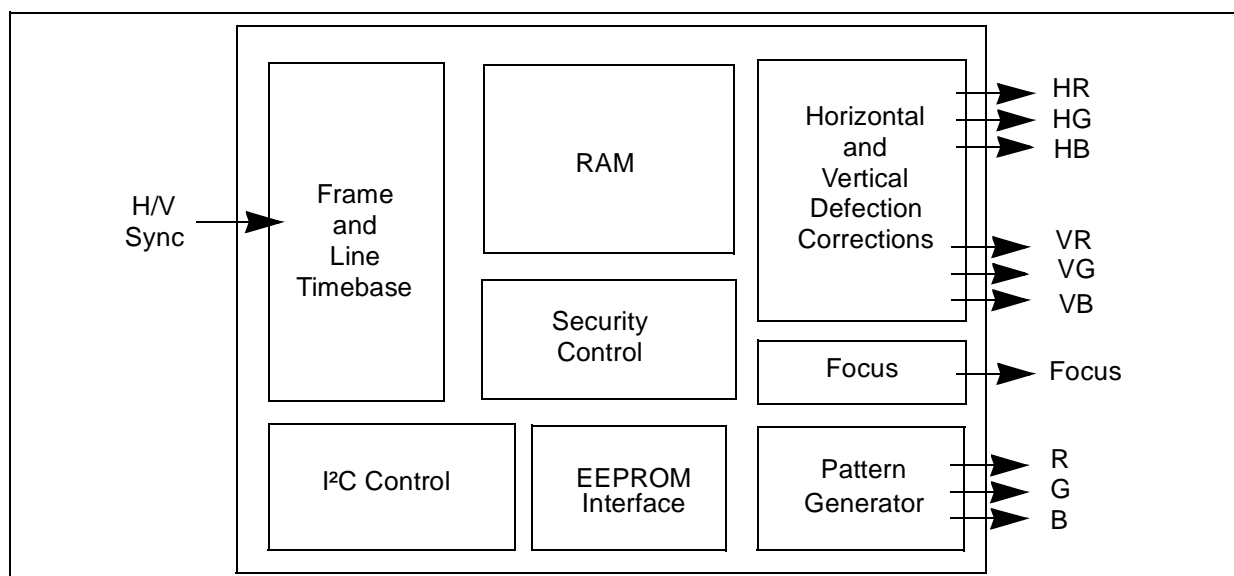 H/V
Sync
Frame
and
Line
Timebase
RAM
Security
Control
Horizontal
and
Vertical
Defection
Corrections
HR
HG
HB
VR
VG
VB
Focus
Focus
I²C Control
EEPROM
Interface
Pattern
Generator
R
G
B